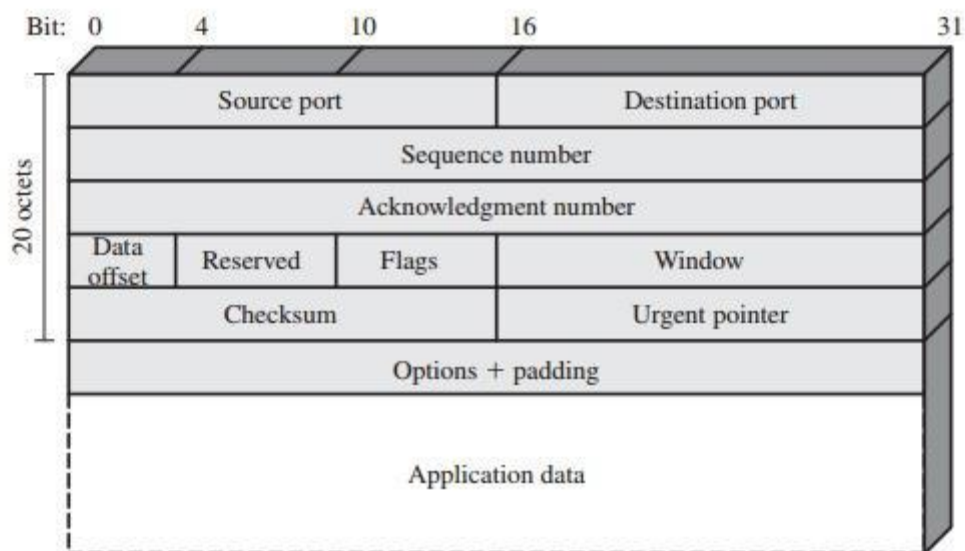 Bit: 0 4 10 16 31
Source port Destination port
Sequence number
Acknowledgment number
20 octets
Data
offset Reserved Flags Window
Checksum Urgent pointer
Options + padding
Application data